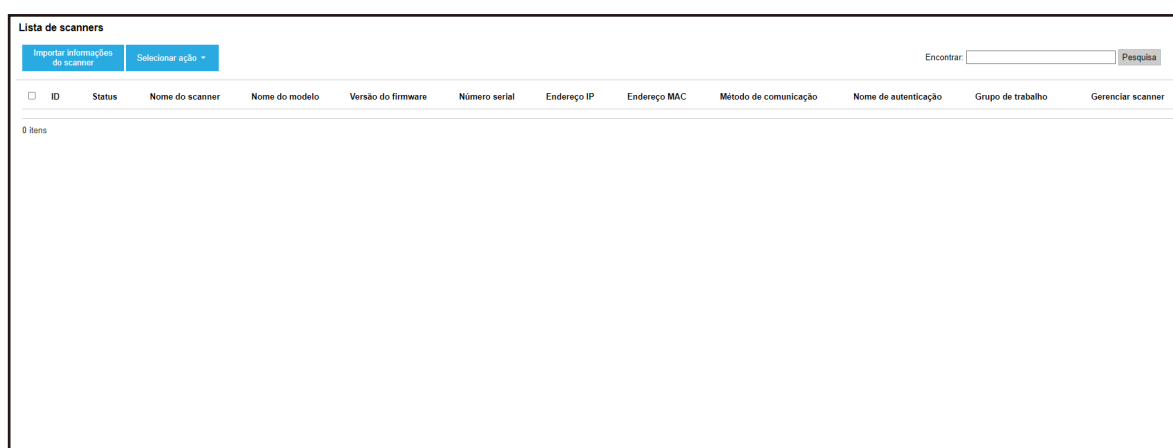 Lista de scanners
Importar informações
do scanner
Selecionar ação
Encontrar:
Pesquisa
ID Status Nome do scanner Nome do modelo Versão do firmware Número serial Endereço IP Endereço MAC Método de comunicação Nome de autenticação Grupo de trabalho Gerenciar scanner
0 itens